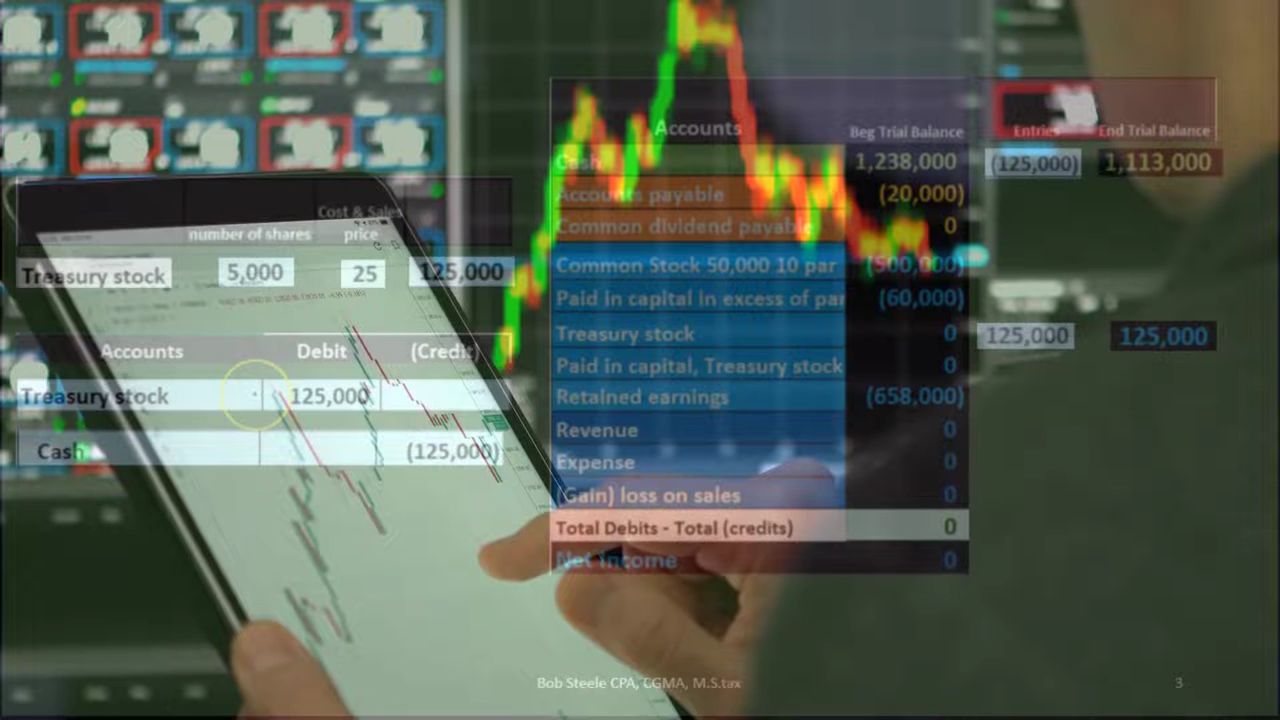 Cost & Sales
number of shares price
Treasury stock 5,000 25 125,000
Accounts Debit (Credit)
Treasury stock 125,000
Cash (125,000)
Accounts Beg Trial Balance Entries End Trial Balance
Cash 1,238,000 (125,000) 1,113,000
Accounts payable (20,000)
Common dividend payable 0
Common Stock 50,000 10 par (500,000)
Paid in capital in excess of par (60,000)
Treasury stock 0 125,000 125,000
Paid in capital, Treasury stock 0
Retained earnings (658,000)
Revenue 0
Expense 0
(Gain) loss on sales 0
Total Debits - Total (credits) 0
Net Income 0
Bob Steele CPA, CGMA, M.S.tax 3